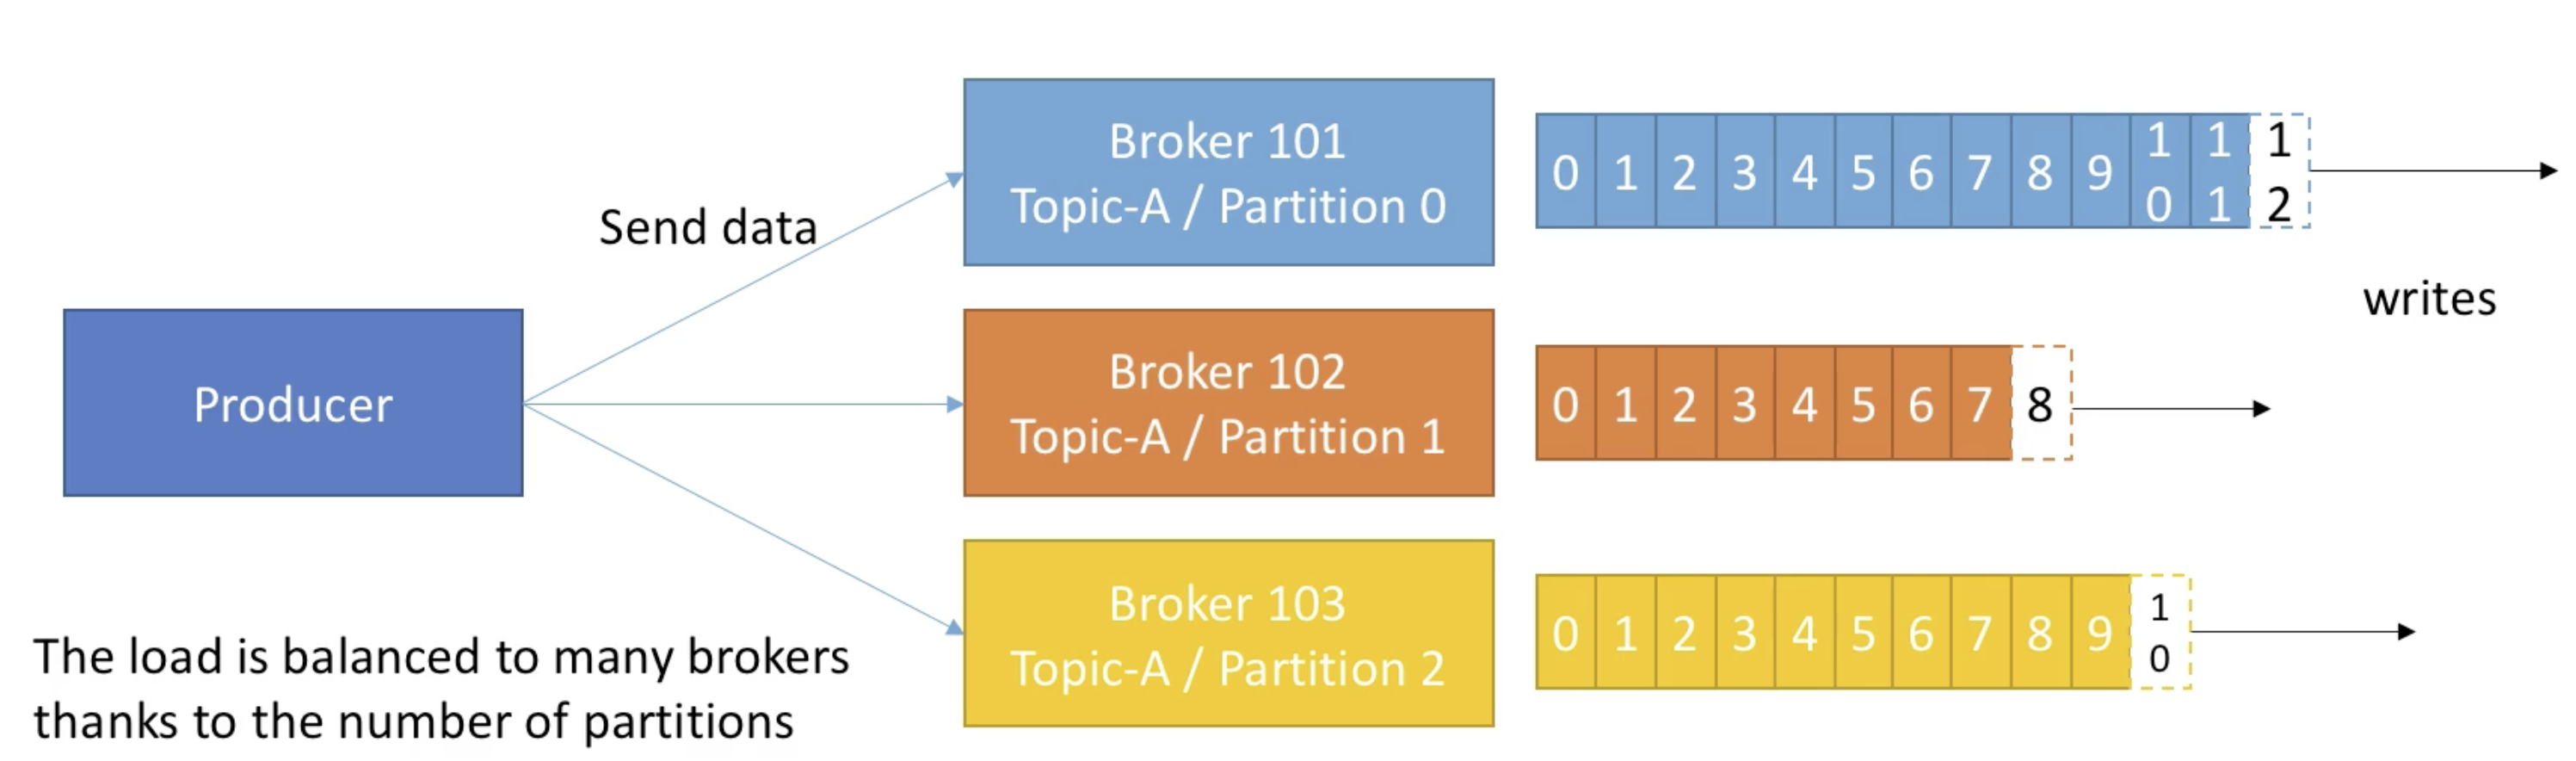 Send data
Producer
The load is balanced to many brokers
thanks to the number of partitions
Broker 101
Topic-A / Partition 0
0 1 2 3 4 5 6 7 8 9 10 11 12
writes
Broker 102
Topic-A / Partition 1
0 1 2 3 4 5 6 7 8
Broker 103
Topic-A / Partition 2
0 1 2 3 4 5 6 7 8 9 10